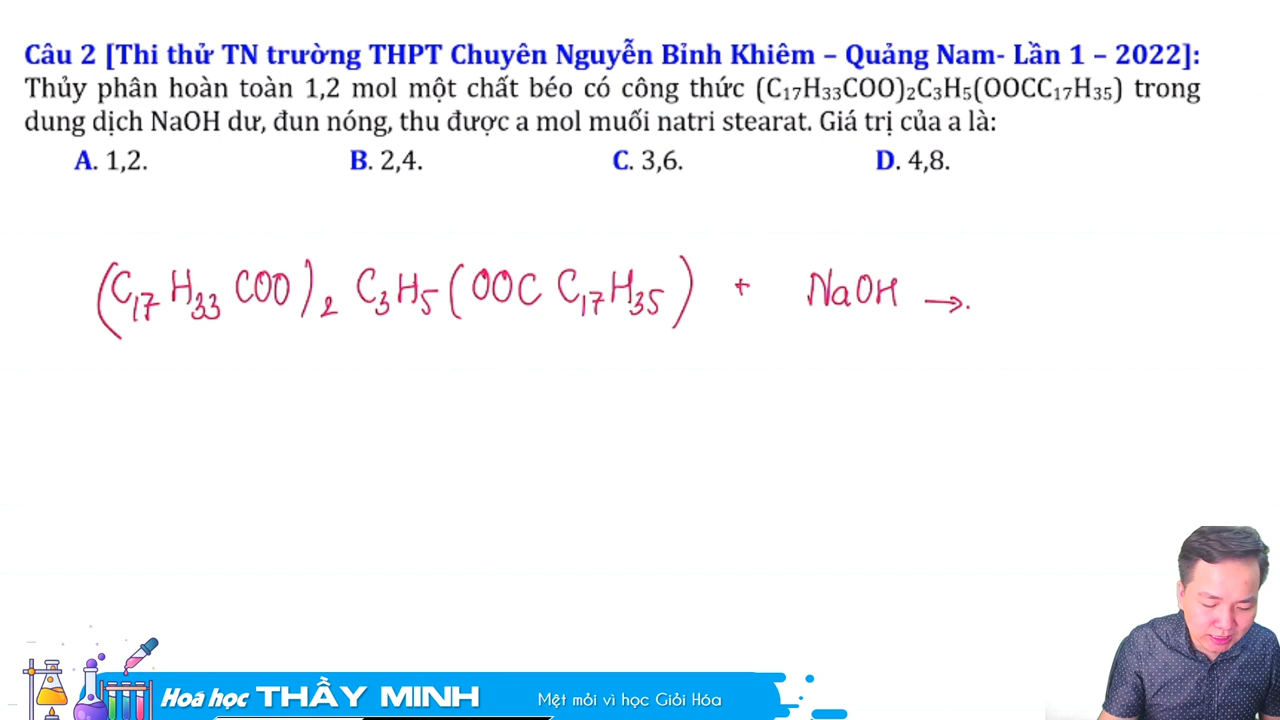 Câu 2 [Thi thử TN trường THPT Chuyên Nguyễn Bỉnh Khiêm – Quảng Nam- Lần 1 – 2022]:
Thủy phân hoàn toàn 1,2 mol một chất béo có công thức (C₁₇H₃₃COO)₂C₃H₅(OOCC₁₇H₃₅) trong
dung dịch NaOH dư, đun nóng, thu được a mol muối natri stearat. Giá trị của a là:
A. 1,2. B. 2,4. C. 3,6. D. 4,8.
(C₁₇H₃₃COO)₂C₃H₅(OOCC₁₇H₃₅) + NaOH →
Hoá học THẦY MINH Mệt mỏi vì học Giỏi Hóa